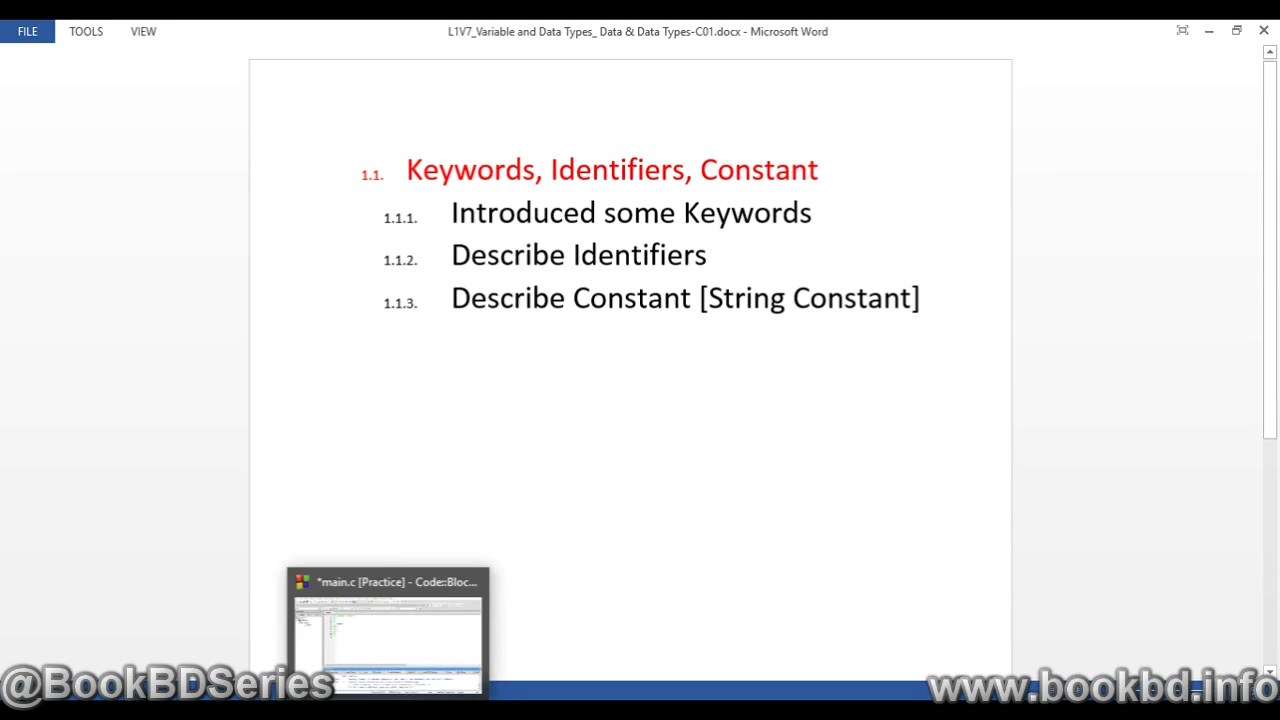 FILE TOOLS VIEW L1V7_Variable and Data Types_ Data & Data Types-C01.docx - Microsoft Word
1.1. Keywords, Identifiers, Constant
1.1.1. Introduced some Keywords
1.1.2. Describe Identifiers
1.1.3. Describe Constant [String Constant]
*main.c [Practice] - Code::Bloc...
@BookBDSeries www.bookbd.info